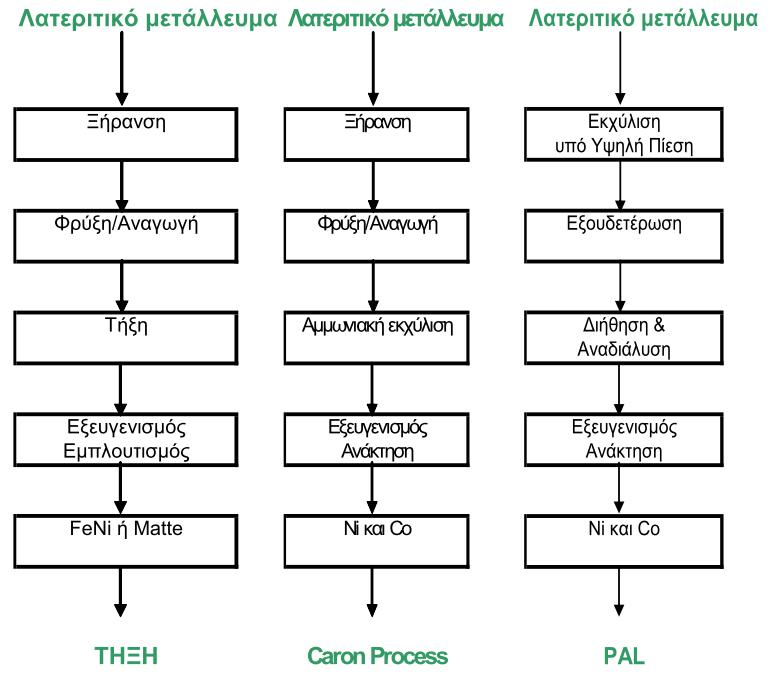 Λατεριτικό μετάλλευμα
Ξήρανση
Φρύξη/Αναγωγή
Τήξη
Εξευγενισμός
Εμπλουτισμός
FeNi ή Matte
ΤΗΞΗ
Λατεριτικό μετάλλευμα
Ξήρανση
Φρύξη/Αναγωγή
Αμμωνιακή εκχύλιση
Εξευγενισμός
Ανάκτηση
Ni και Co
Caron Process
Λατεριτικό μετάλλευμα
Εκχύλιση
υπό Υψηλή Πίεση
Εξουδετέρωση
Διήθηση &
Αναδιάλυση
Εξευγενισμός
Ανάκτηση
Ni και Co
PAL